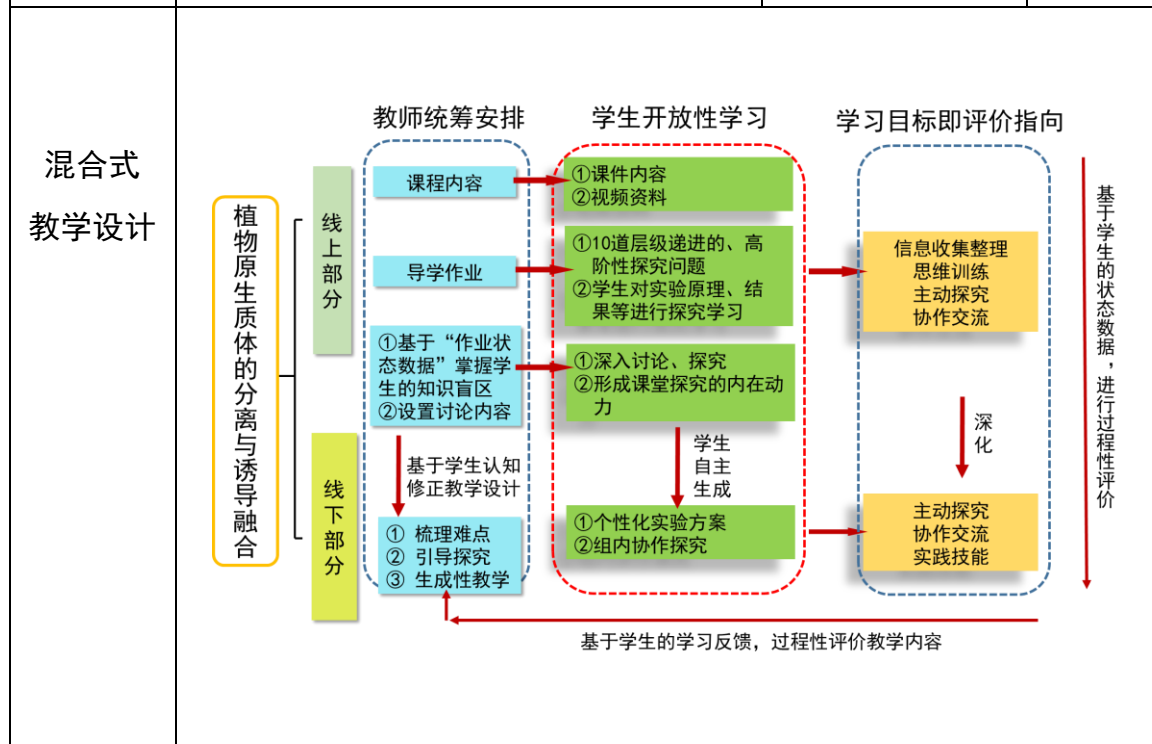 混合式
教学设计
教师统筹安排
学生开放性学习
学习目标即评价指向
植物原生质体的分离与诱导融合
线上部分
线下部分
课程内容
①课件内容
②视频资料
导学作业
①10道层级递进的、高
阶性探究问题
②学生对实验原理、结
果等进行探究学习
信息收集整理
思维训练
主动探究
协作交流
①基于“作业状
态数据”掌握学
生的知识盲区
②设置讨论内容
①深入讨论、探究
②形成课堂探究的内在动
力
深
化
基于学生认知
修正教学设计
学生
自主
生成
① 梳理难点
② 引导探究
③ 生成性教学
①个性化实验方案
②组内协作探究
主动探究
协作交流
实践技能
基于学生的状态数据，进行过程性评价
基于学生的学习反馈，过程性评价教学内容